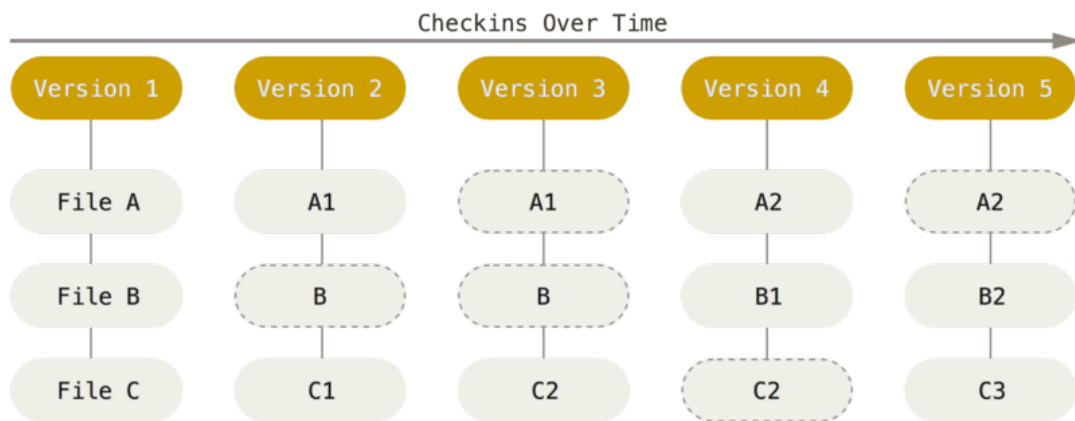 Checkins Over Time
Version 1 Version 2 Version 3 Version 4 Version 5
File A A1 A1 A2 A2
File B B B B1 B2
File C C1 C2 C2 C3